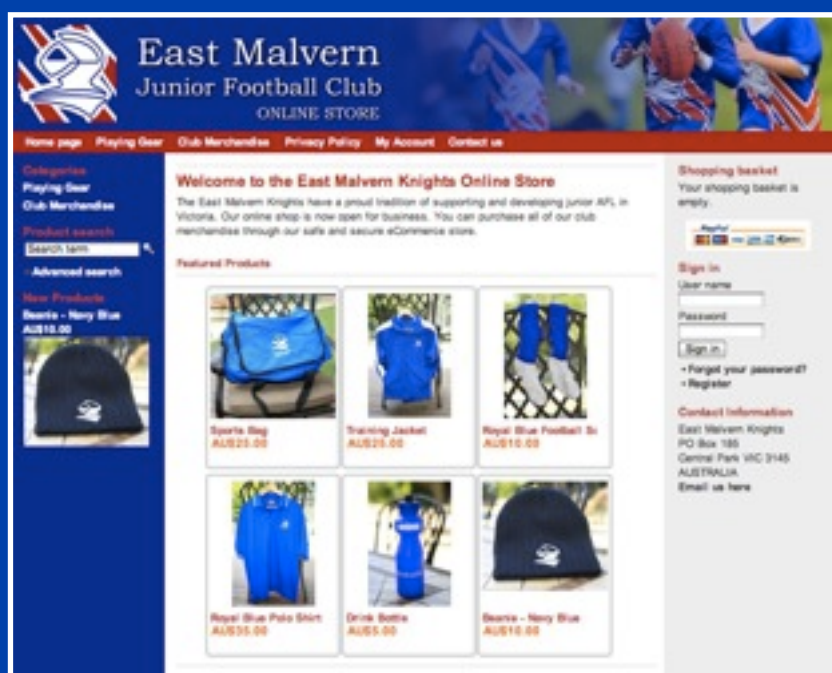 East Malvern
Junior Football Club
ONLINE STORE
Home page Playing Gear Club Merchandise Privacy Policy My Account Contact us
Categories
Playing Gear
Club Merchandise
Product search
Search term
Advanced search
New Products
Beanie - Navy Blue
AU$10.00
Welcome to the East Malvern Knights Online Store
The East Malvern Knights have a proud tradition of supporting and developing junior AFL in
Victoria. Our online shop is now open for business. You can purchase all of our club
merchandise through our safe and secure eCommerce store.
Featured Products
Sports Bag
AU$25.00
Training Jacket
AU$25.00
Royal Blue Football So
AU$10.00
Royal Blue Polo Shirt
AU$35.00
Drink Bottle
AU$5.00
Beanie - Navy Blue
AU$10.00
Shopping basket
Your shopping basket is
empty.
PayPal
Sign in
User name
Password
Sign in
Forgot your password?
Register
Contact Information
East Malvern Knights
PO Box 185
Central Park VIC 3145
AUSTRALIA
Email us here